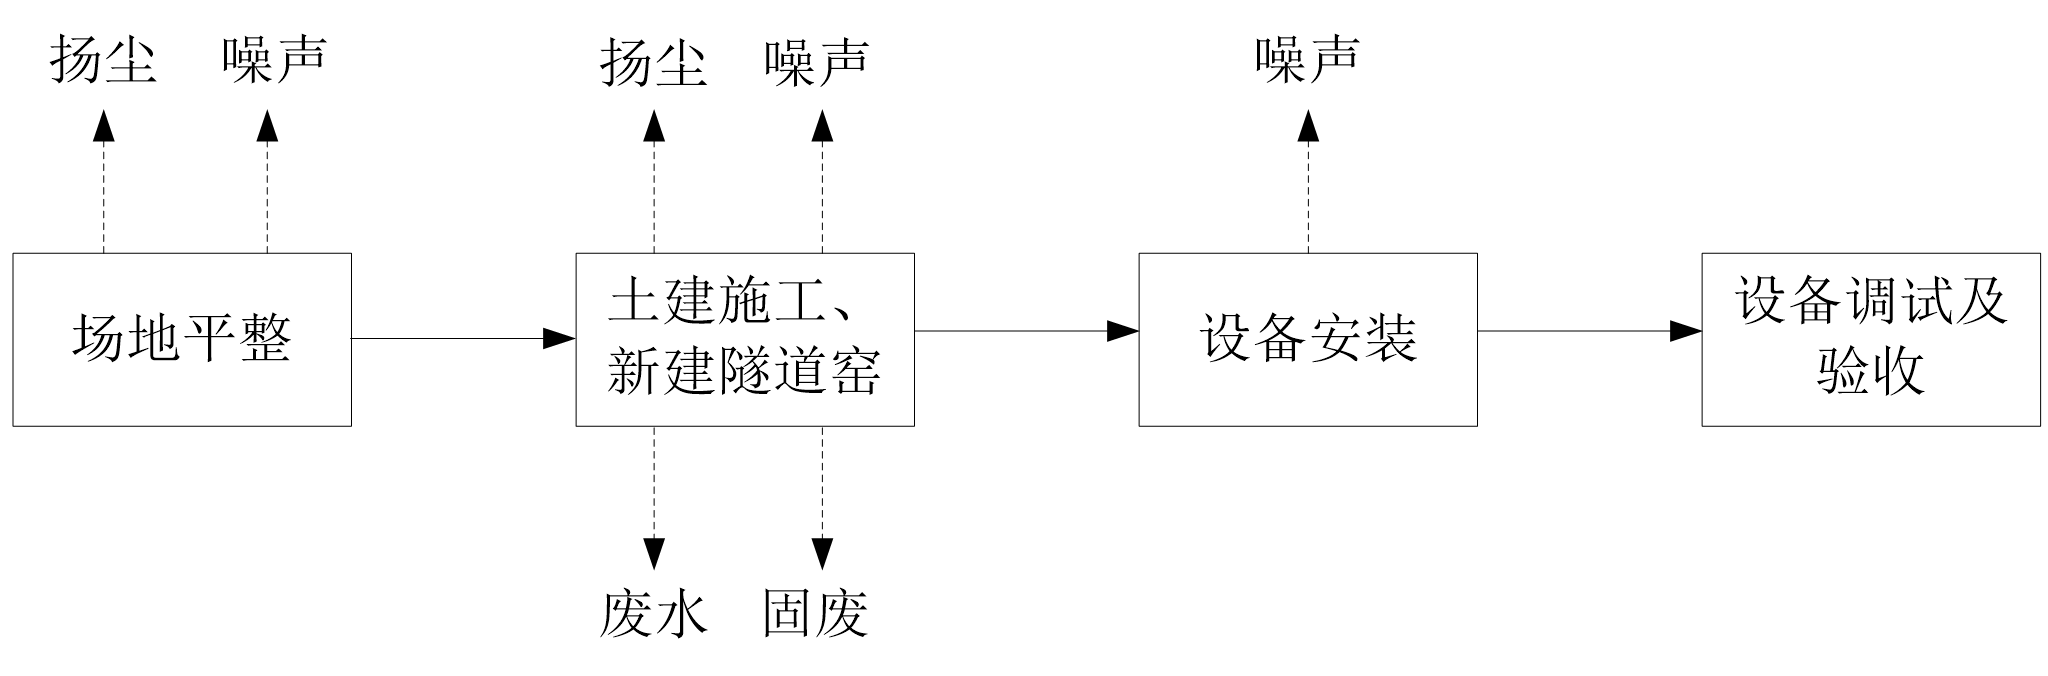 扬尘 噪声 扬尘 噪声 噪声
场地平整
土建施工、
新建隧道窑
设备安装
设备调试及
验收
废水 固废